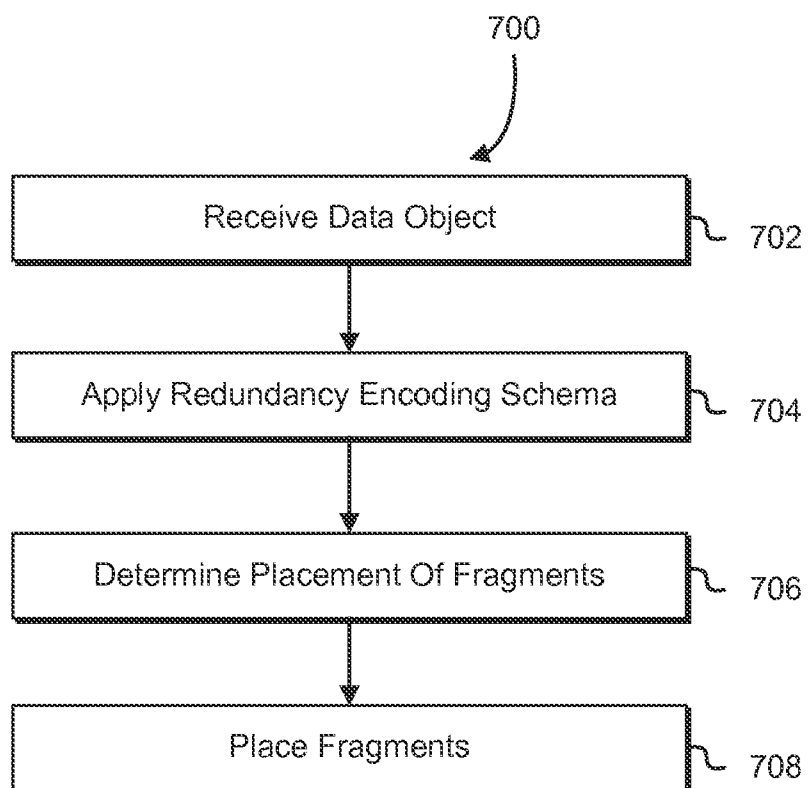 700
Receive Data Object
702
Apply Redundancy Encoding Schema
704
Determine Placement Of Fragments
706
Place Fragments
708